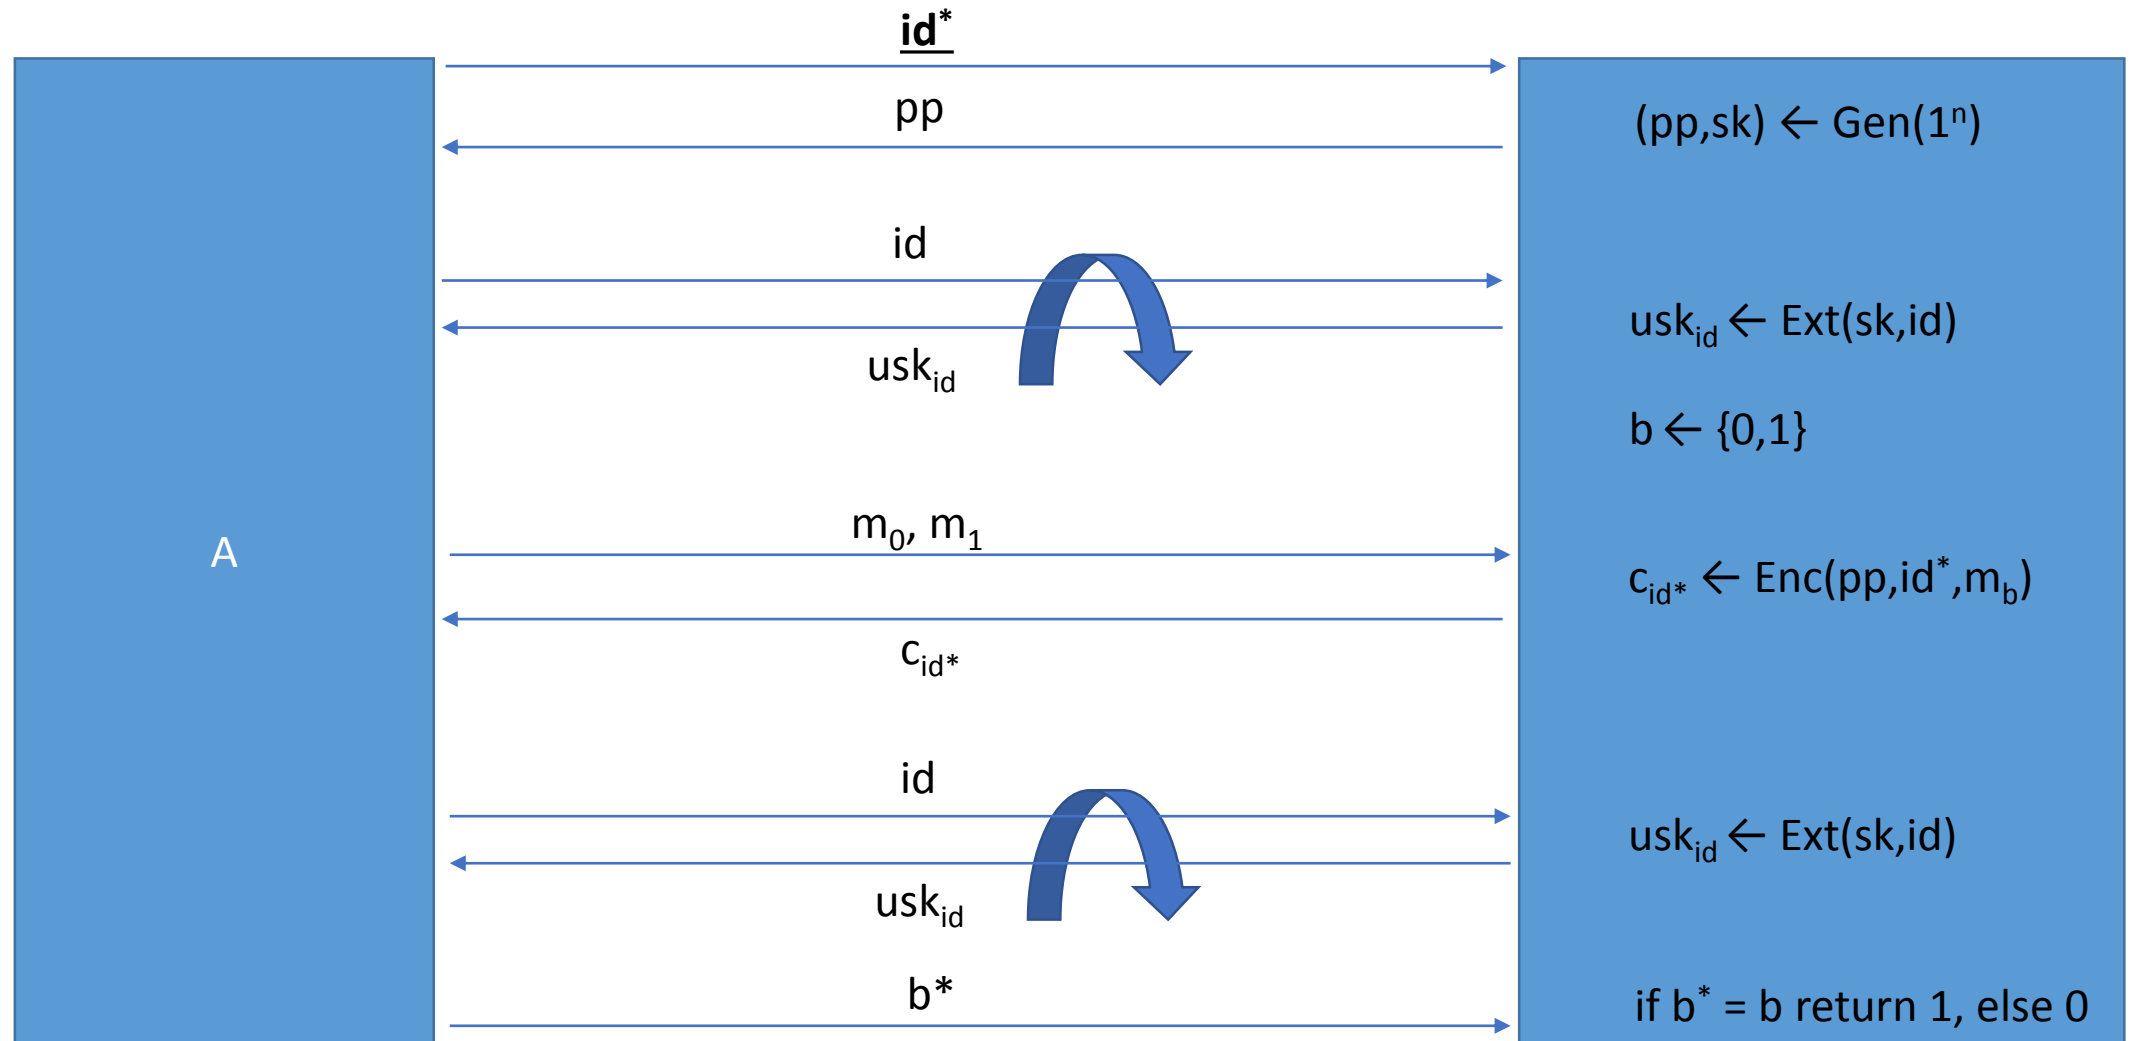 id*
pp
(pp,sk) ← Gen(1ⁿ)
id
usk_id ← Ext(sk,id)
usk_id
b ← {0,1}
m₀, m₁
A
c_id* ← Enc(pp,id*,m_b)
c_id*
id
usk_id ← Ext(sk,id)
usk_id
b*
if b* = b return 1, else 0